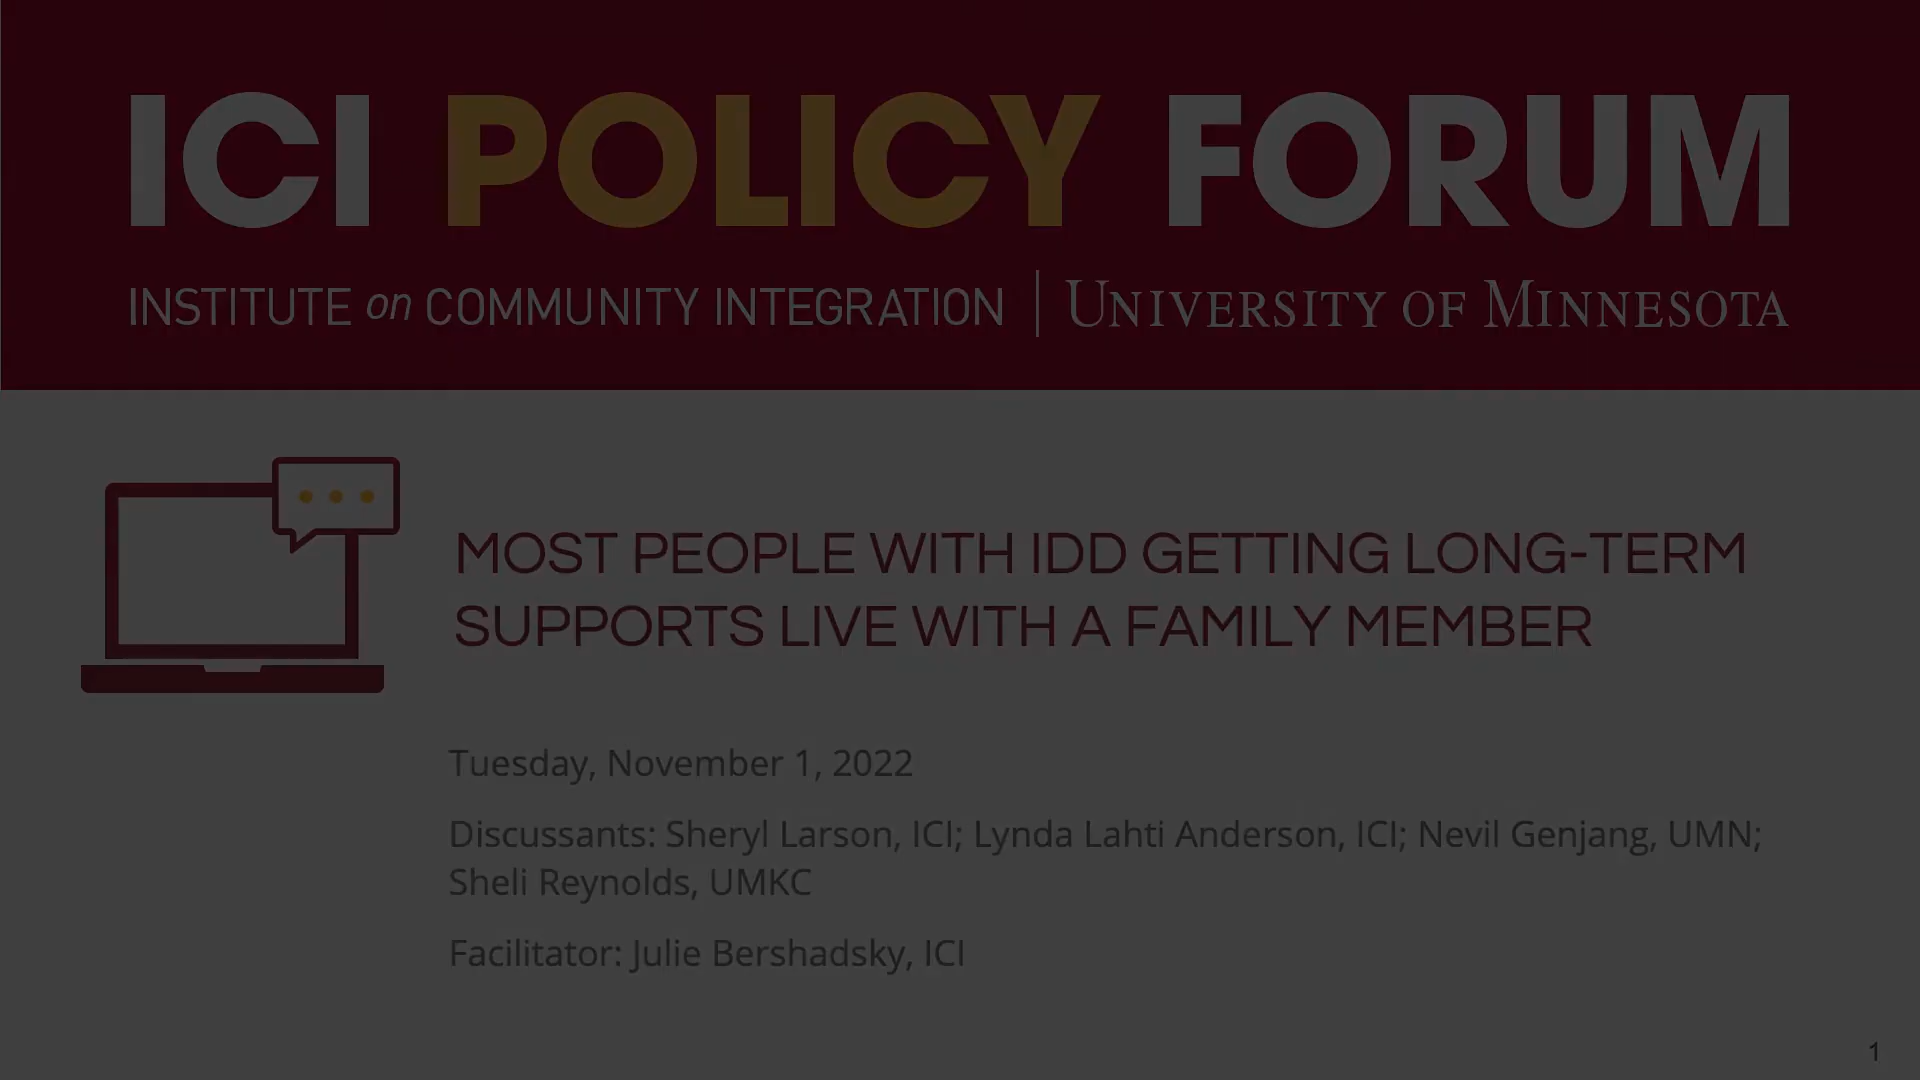 ICI POLICY FORUM
INSTITUTE on COMMUNITY INTEGRATION | UNIVERSITY OF MINNESOTA
MOST PEOPLE WITH IDD GETTING LONG-TERM
SUPPORTS LIVE WITH A FAMILY MEMBER
Tuesday, November 1, 2022
Discussants: Sheryl Larson, ICI; Lynda Lahti Anderson, ICI; Nevil Genjang, UMN;
Sheli Reynolds, UMKC
Facilitator: Julie Bershadsky, ICI
1